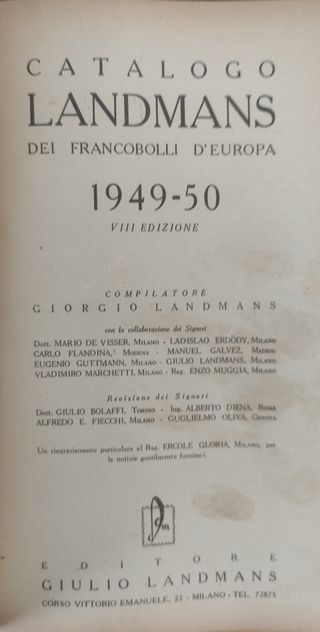 CATALOGO
LANDMANS
DEI FRANCOBOLLI D'EUROPA
1949-50
VIII EDIZIONE
COMPILATORE
GIORGIO LANDMANS
con la collaborazione dei Signori
Dott. MARIO DE VISSER, MILANO - LADISLAO ERDÖDY, MILANO
CARLO FLANDINA, MODENA - MANUEL GALVEZ, MADRID
EUGENIO GUTTMANN, MILANO - GIULIO LANDMANS, MILANO
VLADIMIRO MARCHETTI, MILANO - Rag. ENZO MUGGIA, MILANO
Revisione dei Signori
Dott. GIULIO BOLAFFI, TORINO - Ing. ALBERTO DIENA, ROMA
ALFREDO E. FIECCHI, MILANO - GUGLIELMO OLIVA, GENOVA
Un ringraziamento particolare al Rag. ERCOLE GLORIA, MILANO, per
le notizie gentilmente forniteci.
EDITORE
GIULIO LANDMANS
CORSO VITTORIO EMANUELE, 22 - MILANO - TEL. 72675